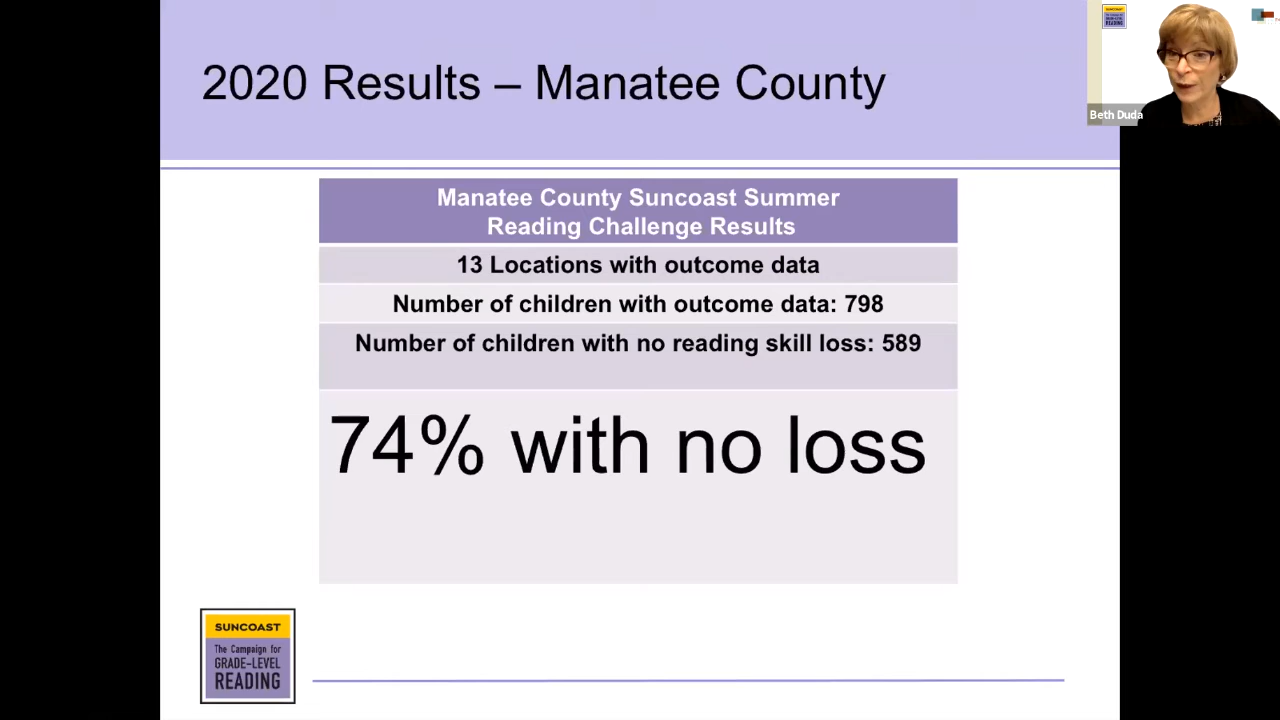 2020 Results – Manatee County
SUNCOAST
Beth Duda
Manatee County Suncoast Summer
Reading Challenge Results
13 Locations with outcome data
Number of children with outcome data: 798
Number of children with no reading skill loss: 589
74% with no loss
SUNCOAST
The Campaign for
GRADE-LEVEL
READING